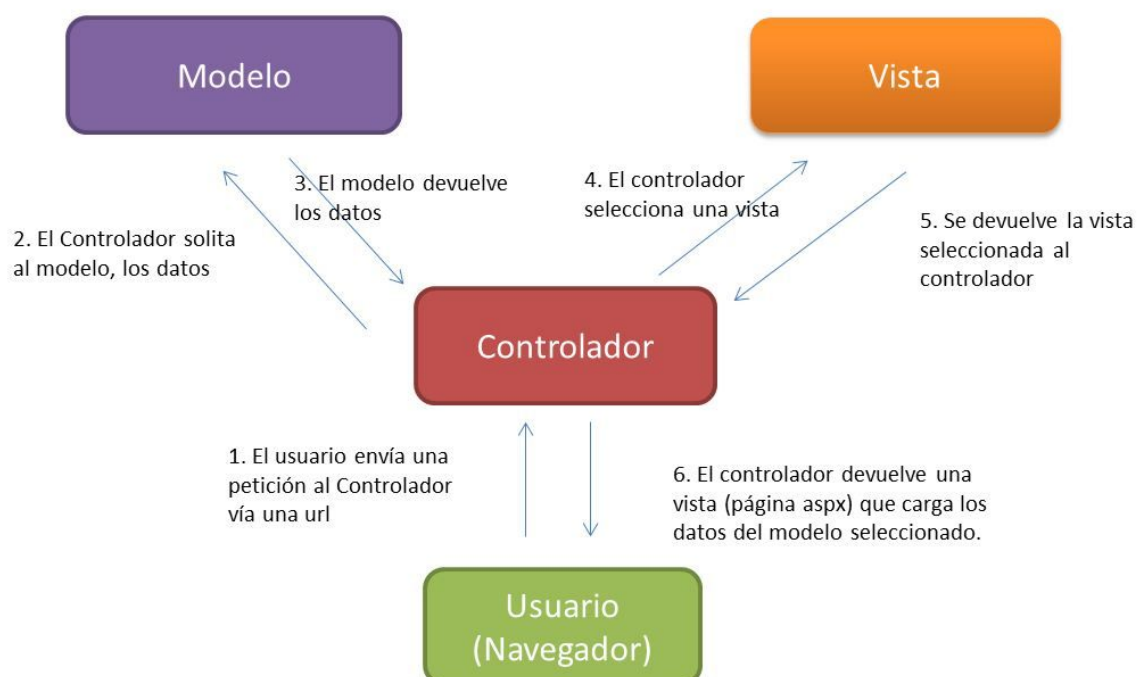 Modelo
Vista
3. El modelo devuelve
los datos
4. El controlador
selecciona una vista
2. El Controlador solita
al modelo, los datos
5. Se devuelve la vista
seleccionada al
controlador
Controlador
1. El usuario envía una
petición al Controlador
vía una url
6. El controlador devuelve una
vista (página aspx) que carga los
datos del modelo seleccionado.
Usuario
(Navegador)